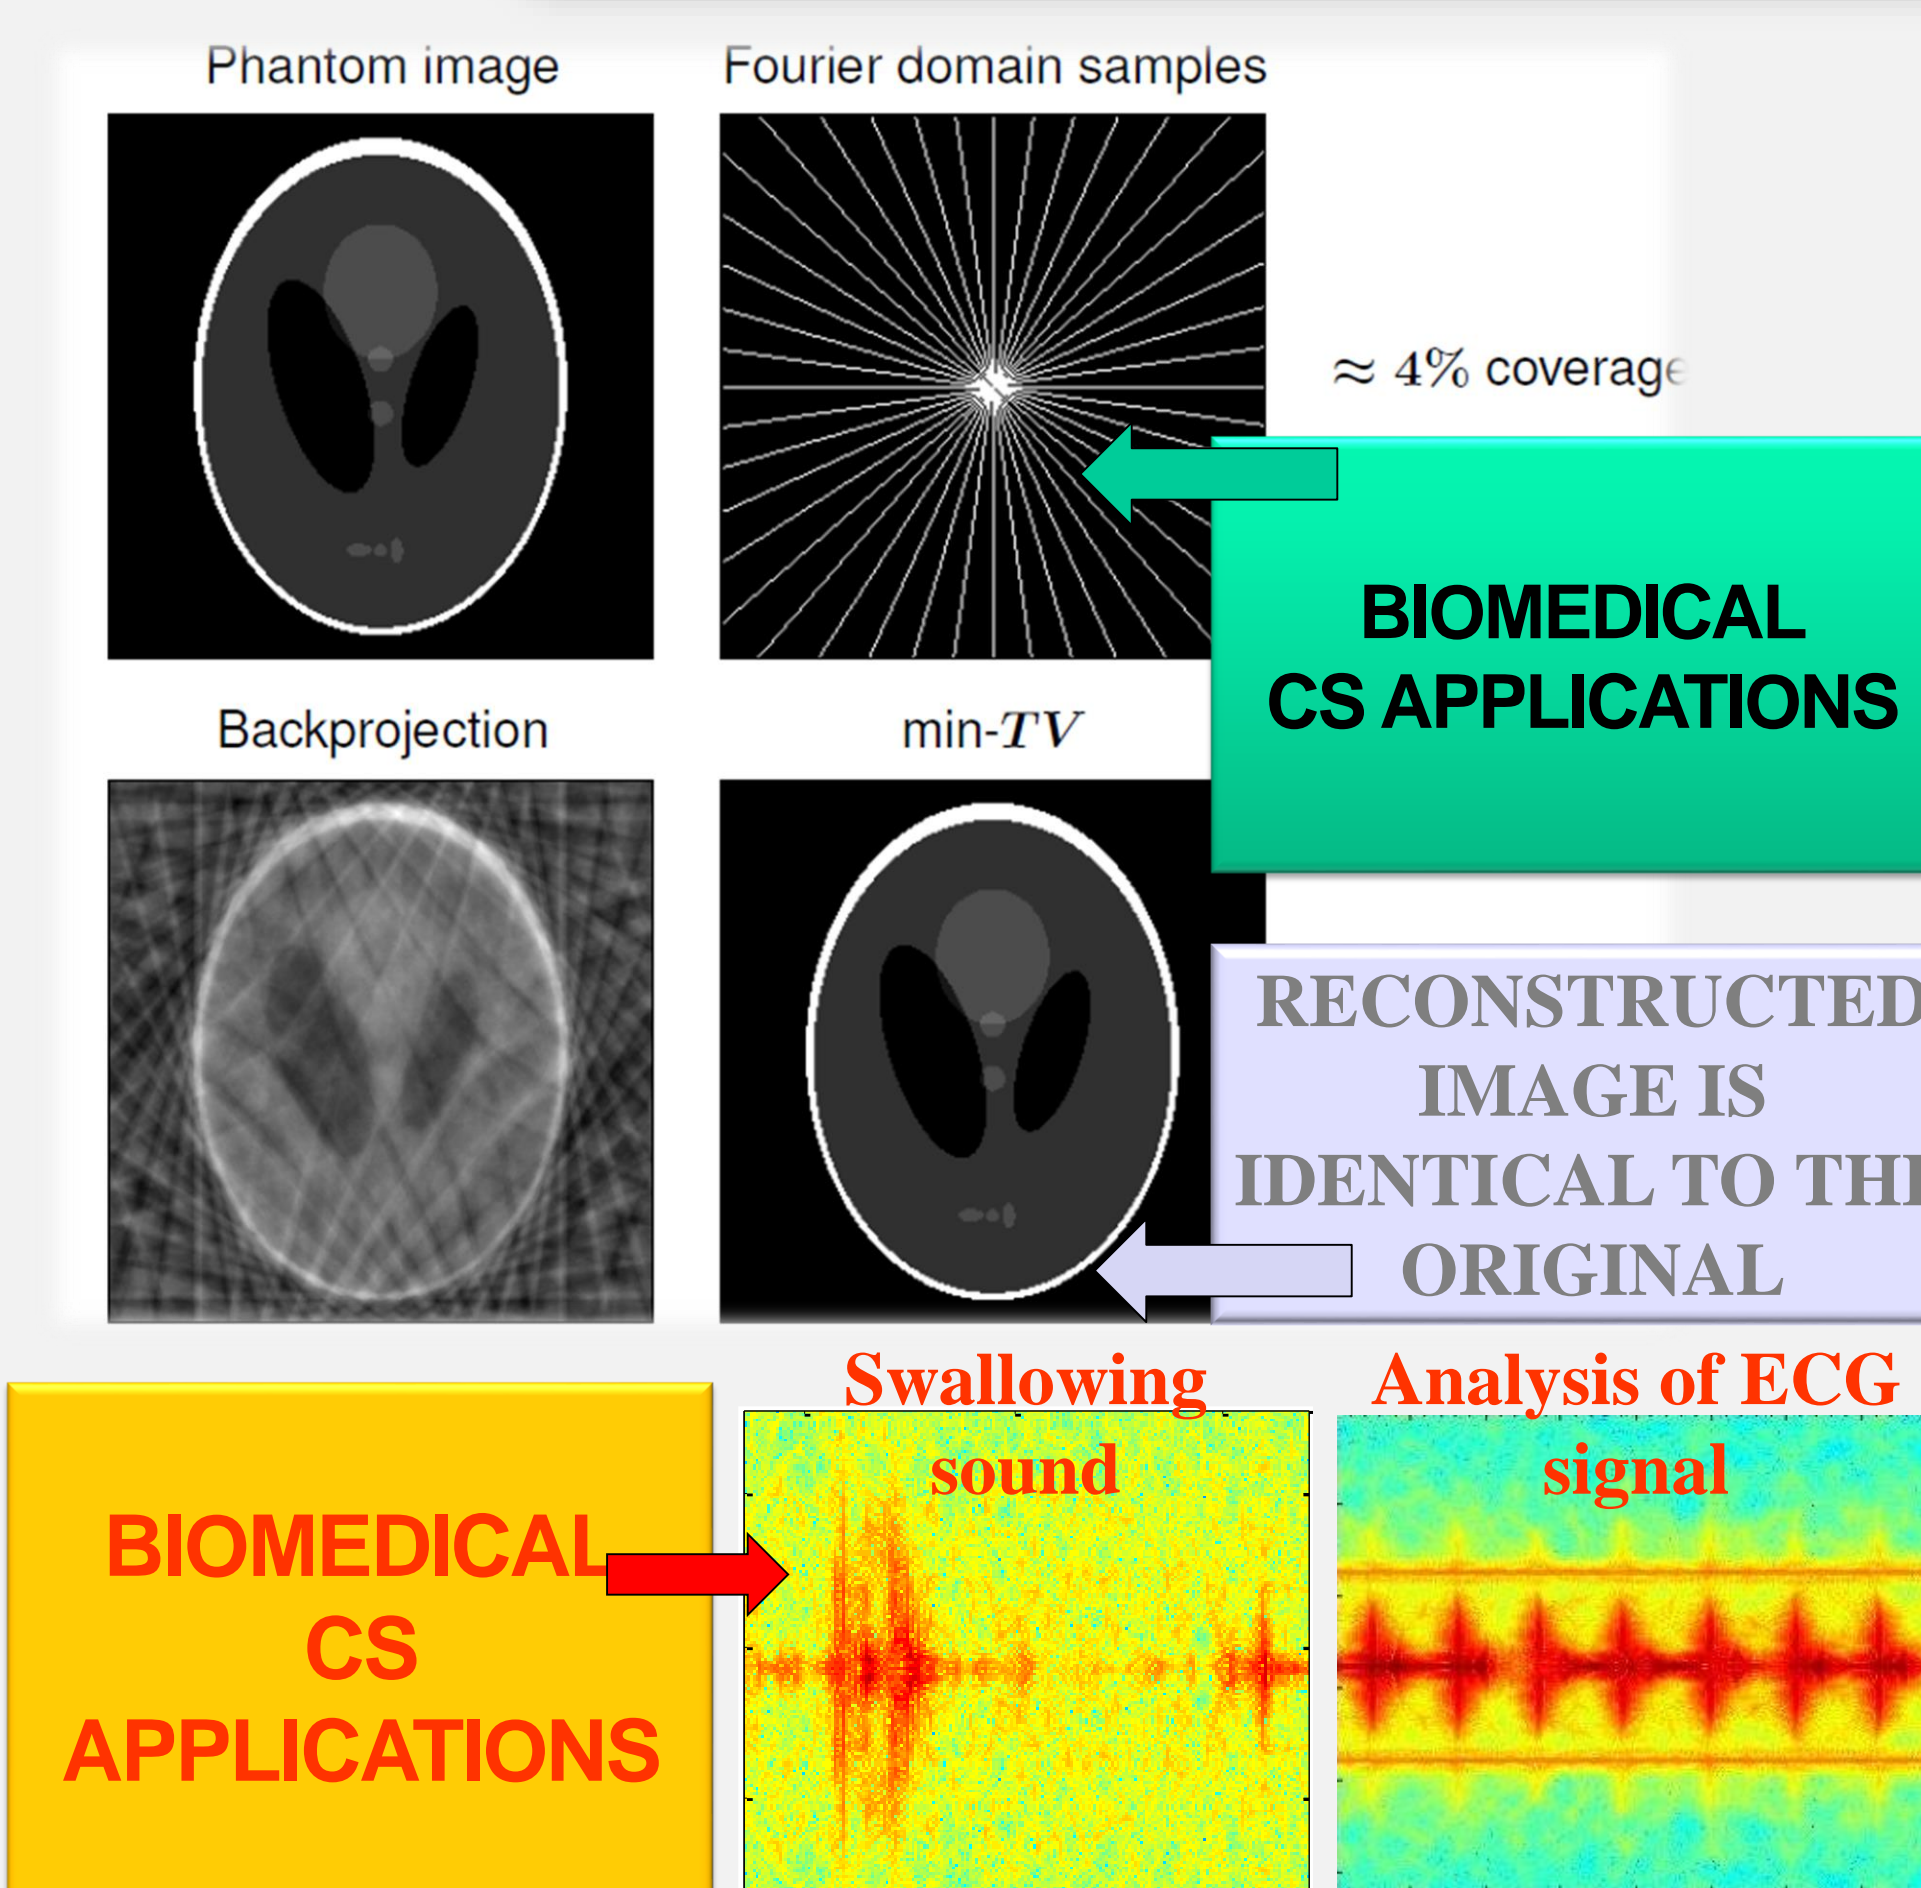 Phantom image
Fourier domain samples
≈ 4% coverage
BIOMEDICAL
CS APPLICATIONS
Backprojection
min-TV
RECONSTRUCTED
IMAGE IS
IDENTICAL TO THE
ORIGINAL
Swallowing
sound
Analysis of ECG
signal
BIOMEDICAL
CS
APPLICATIONS